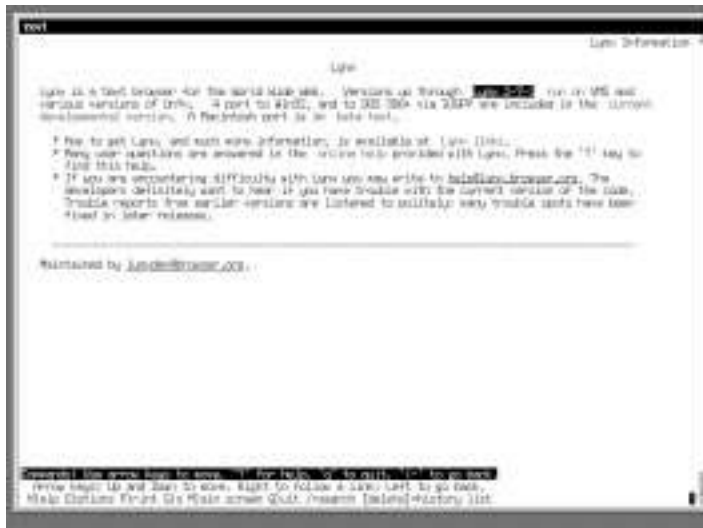 Lynx Information
Lynx
Lynx is a text browser for the World Wide Web. Versions up through Lynx run on VMS and
various versions of Unix. A port to Win32, and to DOS 386+ via DJGPP are included in the current
developmental version. A Macintosh port is in beta test.
* How to get Lynx, and much more information, is available at Lynx links.
* Many user questions are answered in the online help provided with Lynx. Press the '?' key to
find this help.
* If you are encountering difficulty with Lynx you may write to help@lynx.browser.org. The
developers definitely want to hear if you have trouble with the current version of the code.
Trouble reports from earlier versions are listened to politely: many trouble spots have been
fixed in later releases.
Maintained by lynxdev@browser.org.
Commands: Use arrow keys to move, '?' for help, 'q' to quit, '<-' to go back.
Arrow keys: Up and Down to move. Right to follow a link; Left to go back.
H)elp O)ptions P)rint G)o M)ain screen Q)uit /=search [delete]=history list